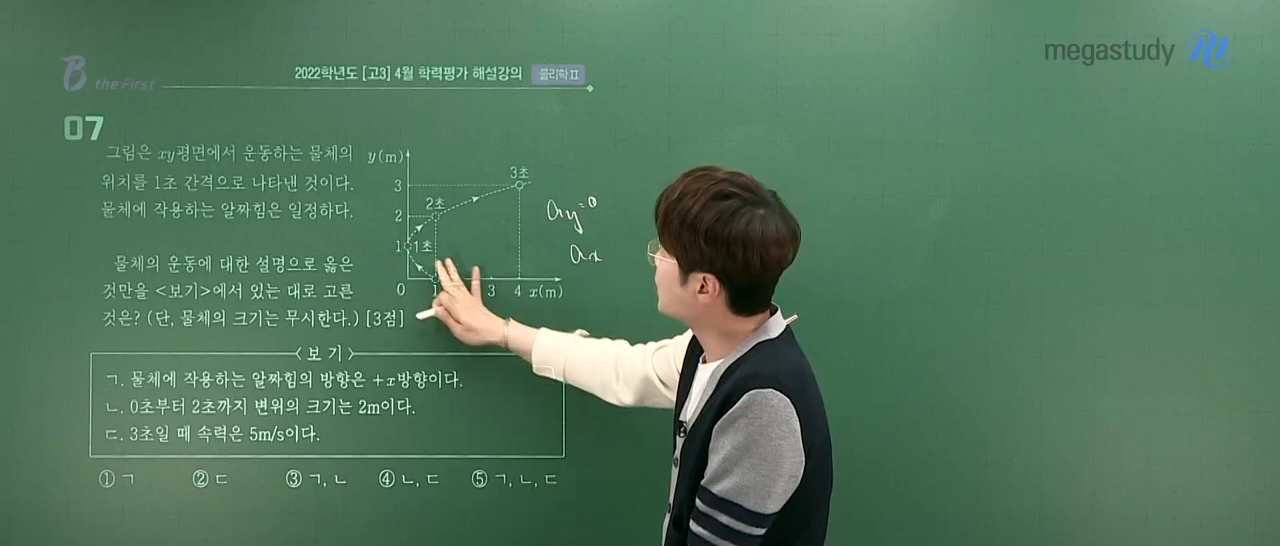 megastudy
B the First
2022학년도 [고3] 4월 학력평가 해설강의 물리학Ⅱ
07
그림은 xy평면에서 운동하는 물체의
위치를 1초 간격으로 나타낸 것이다.
물체에 작용하는 알짜힘은 일정하다.
물체의 운동에 대한 설명으로 옳은
것만을 <보기>에서 있는 대로 고른
것은? (단, 물체의 크기는 무시한다.) [3점]
y(m)
3
2
1
0 1 3 4 x(m)
1초
2초
3초
ay=0
ax
<보기>
ㄱ. 물체에 작용하는 알짜힘의 방향은 +x방향이다.
ㄴ. 0초부터 2초까지 변위의 크기는 2m이다.
ㄷ. 3초일 때 속력은 5m/s이다.
① ㄱ ② ㄷ ③ ㄱ, ㄴ ④ ㄴ, ㄷ ⑤ ㄱ, ㄴ, ㄷ